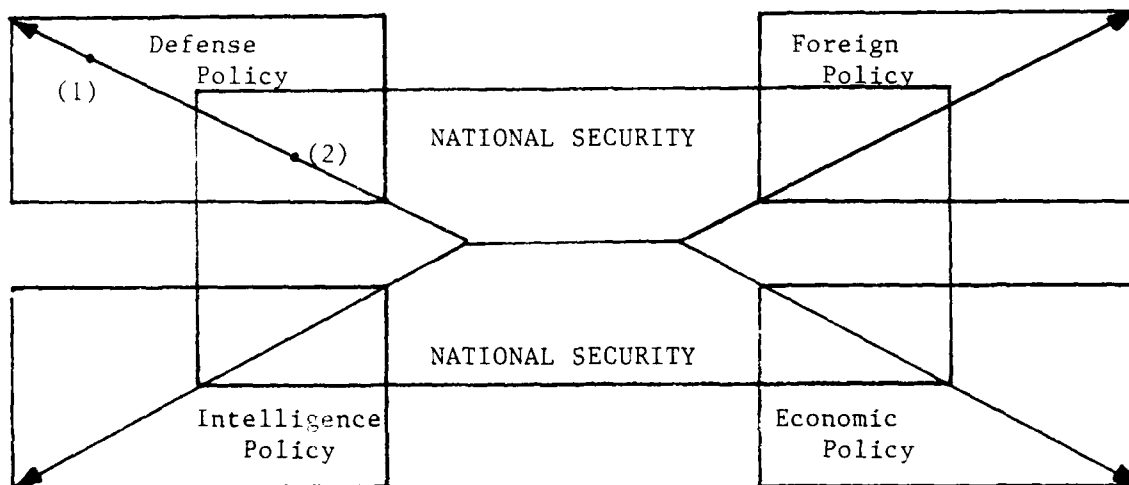 Defense
Policy
(1)
(2)
Foreign
Policy
NATIONAL SECURITY
NATIONAL SECURITY
Intelligence
Policy
Economic
Policy